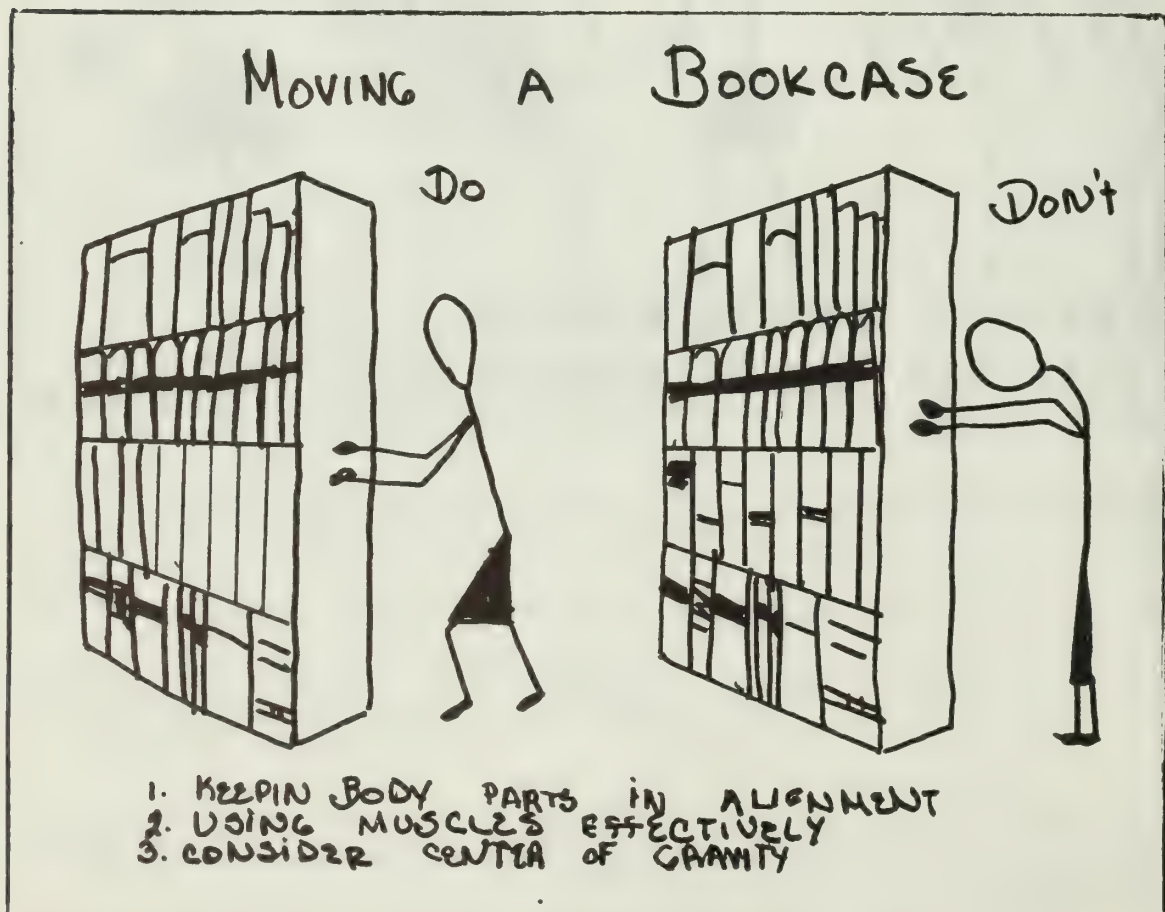 MOVING A BOOKCASE
DO
DON'T
1. KEEPIN BODY PARTS IN ALIGNMENT
2. USING MUSCLES EFFECTIVELY
3. CONSIDER CENTER OF GRAVITY